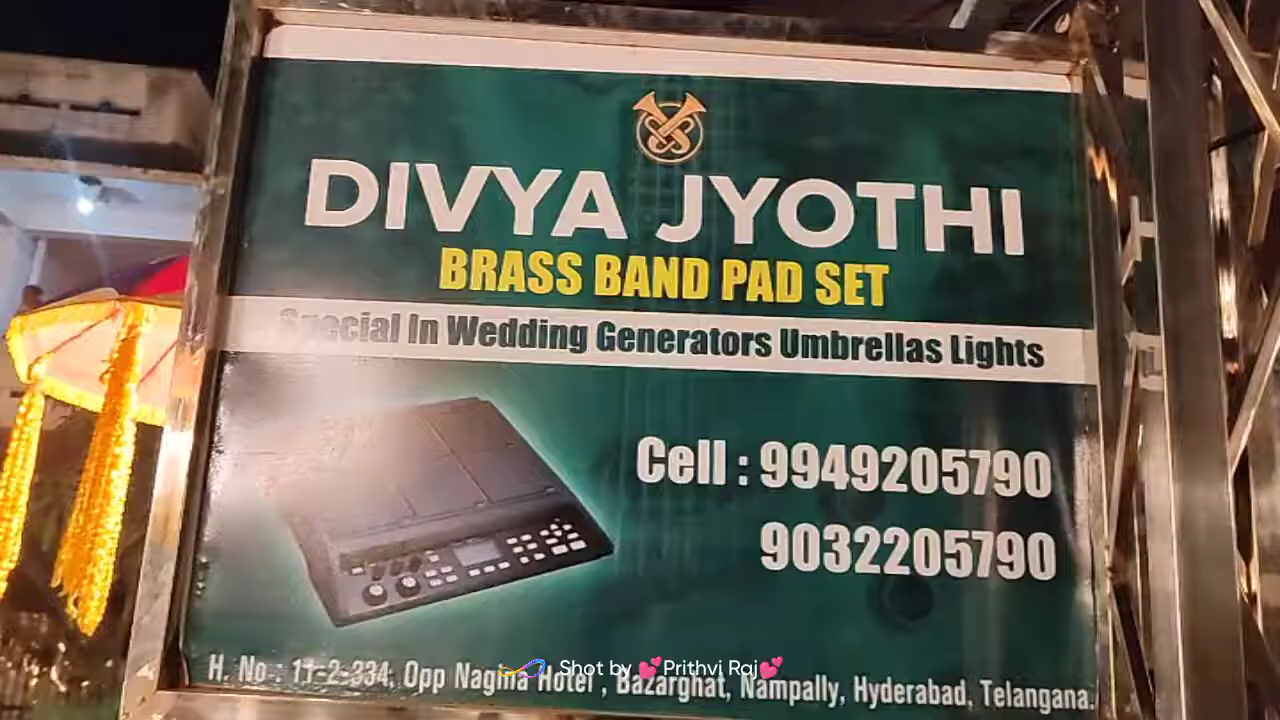 DIVYA JYOTHI
BRASS BAND PAD SET
Special In Wedding Generators Umbrellas Lights
Cell : 9949205790
9032205790
H. No : 11-2-334, Opp Nagina Hotel , Bazarghat, Nampally, Hyderabad, Telangana.
Shot by 💕Prithvi Raj💕